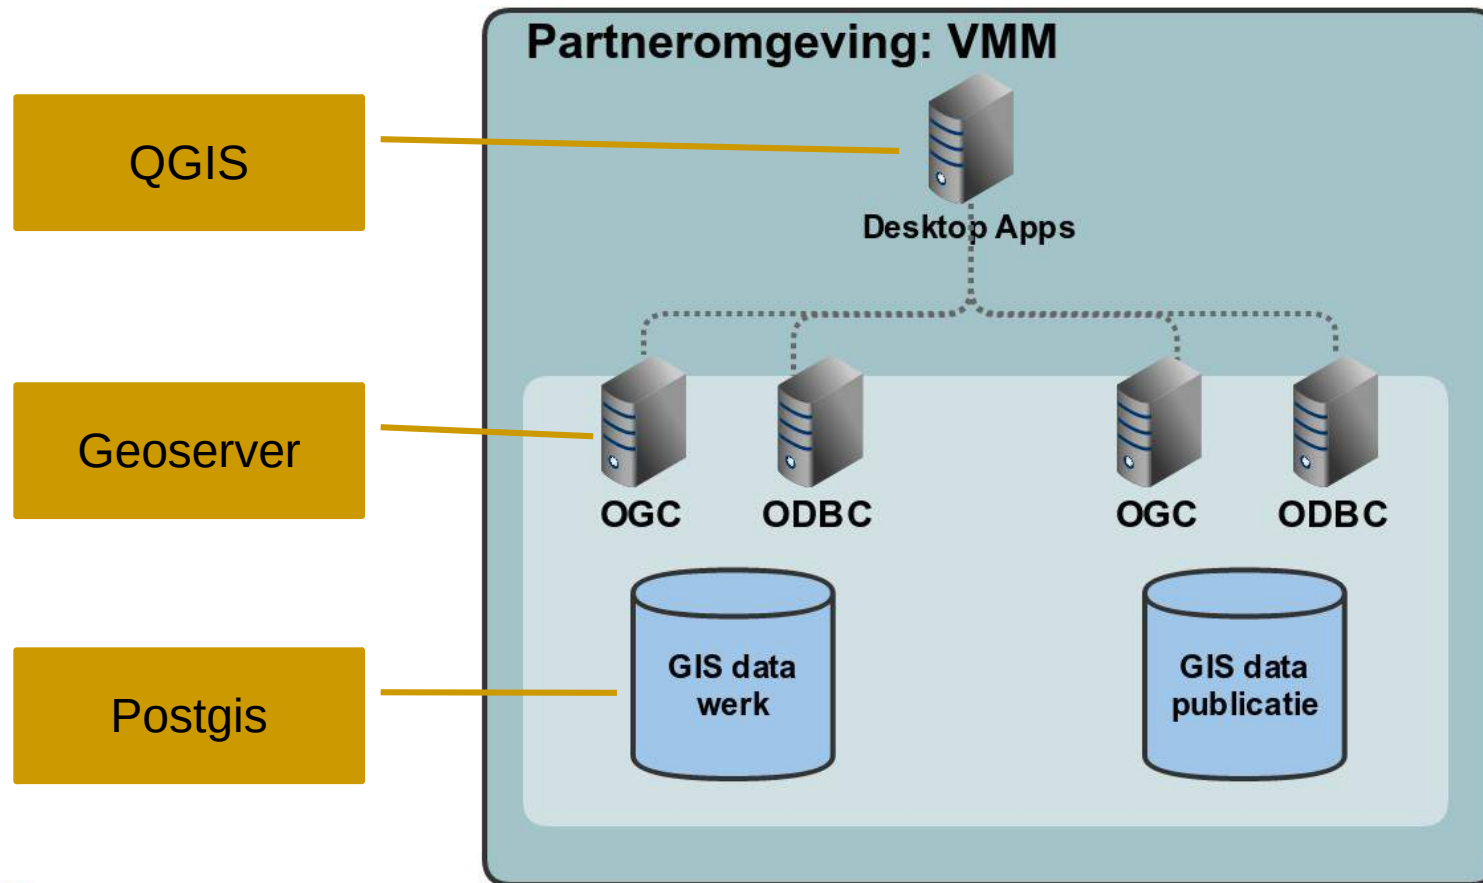 Partneromgeving: VMM
QGIS
Desktop Apps
Geoserver
OGC
ODBC
OGC
ODBC
Postgis
GIS data
werk
GIS data
publicatie